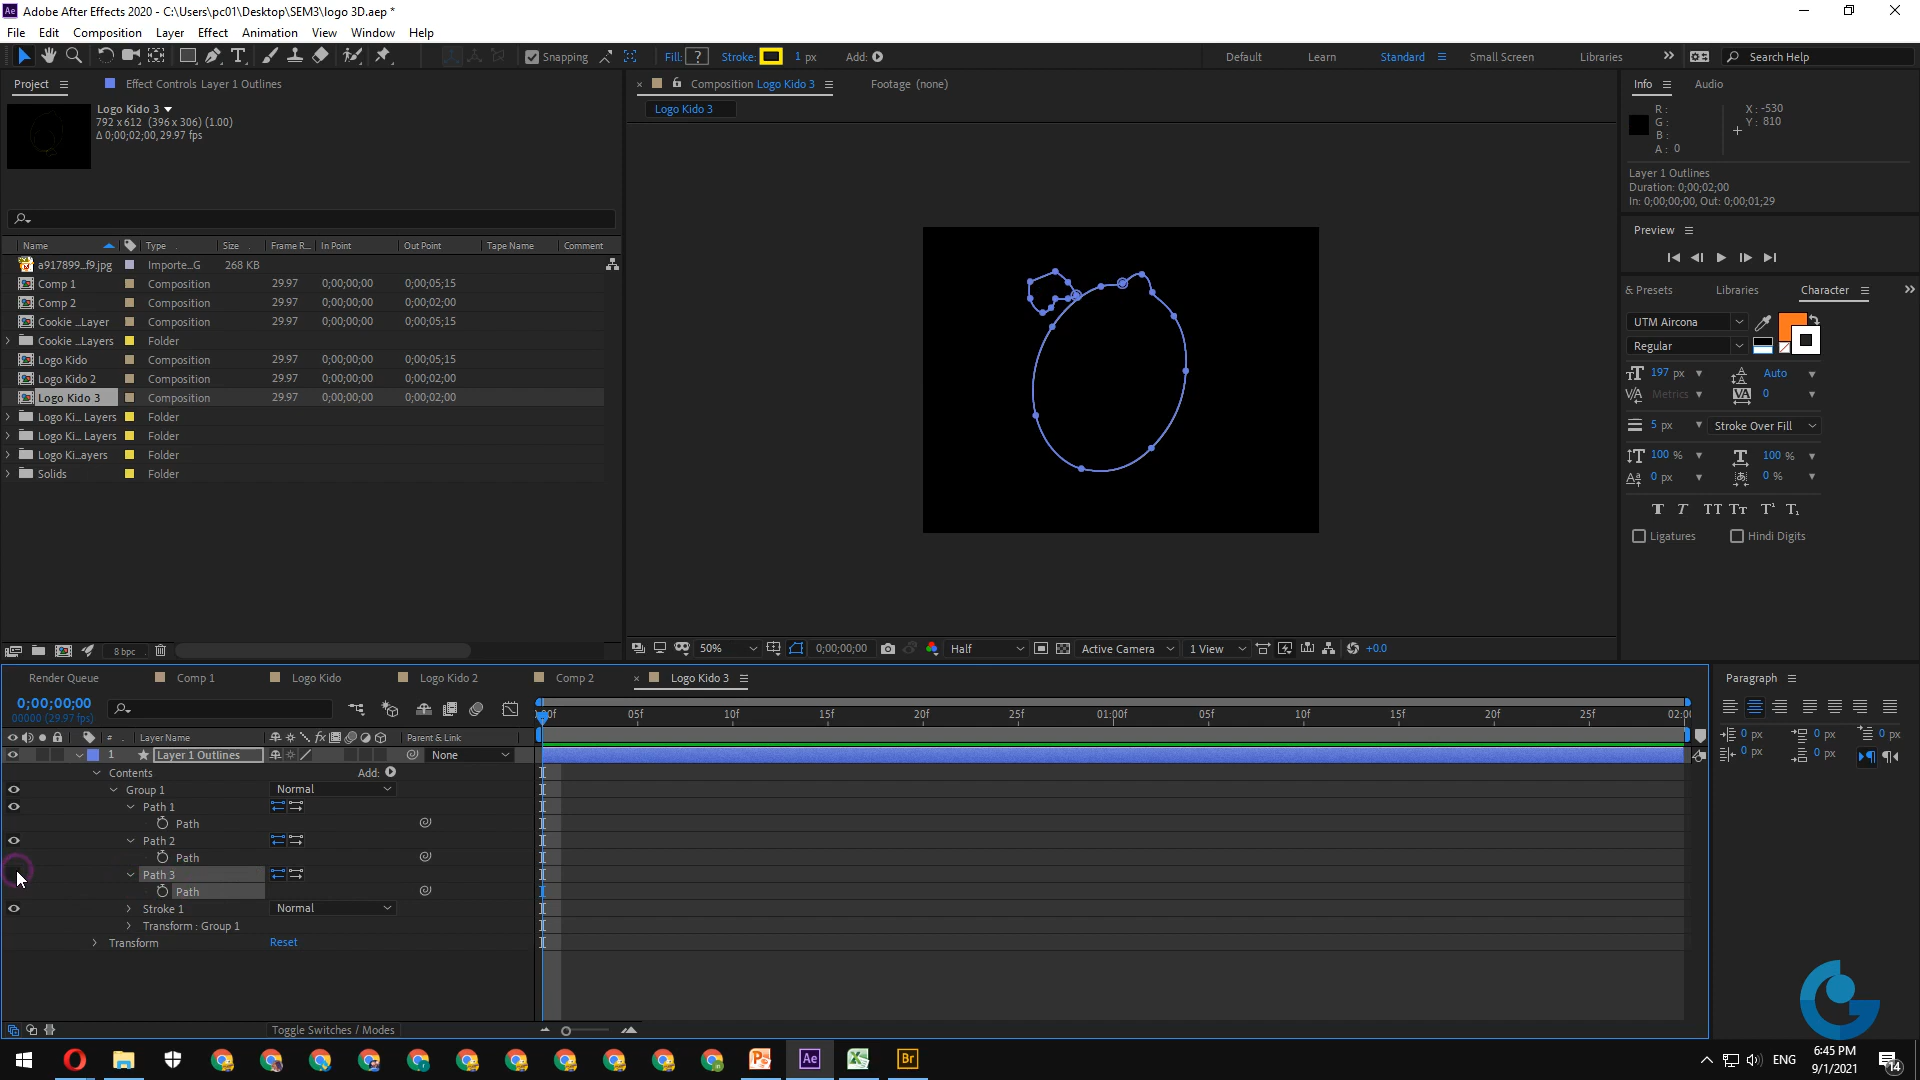 Adobe After Effects 2020 - C:\Users\pc01\Desktop\SEM3\logo 3D.aep *
File Edit Composition Layer Effect Animation View Window Help
Snapping Fill: ? Stroke: 1 px Add: Default Learn Standard Small Screen Libraries Search Help
Project Effect Controls Layer 1 Outlines Composition Logo Kido 3 Footage (none) Info Audio
Logo Kido 3
792 x 612 (396 x 306) (1.00)
Δ 0;00;02;00, 29.97 fps
Logo Kido 3
R: X: -530
G: Y: 810
B:
A: 0
Layer 1 Outlines
Duration: 0;00;02;00
In: 0;00;00;00, Out: 0;00;01;29
Preview
Name Type Size Frame R... In Point Out Point Tape Name Comment
a917899_f9.jpg Importe...G 268 KB
Comp 1 Composition 29.97 0;00;00;00 0;00;05;15
Comp 2 Composition 29.97 0;00;00;00 0;00;02;00
Cookie ...Layer Composition 29.97 0;00;00;00 0;00;05;15
Cookie ...Layers Folder
Logo Kido Composition 29.97 0;00;00;00 0;00;05;15
Logo Kido 2 Composition 29.97 0;00;00;00 0;00;02;00
Logo Kido 3 Composition 29.97 0;00;00;00 0;00;02;00
Logo Ki... Layers Folder
Logo Ki... Layers Folder
Logo Ki...ayers Folder
Solids Folder
& Presets Libraries Character
UTM Aircona
Regular
197 px Auto
Metrics 0
5 px Stroke Over Fill
100 % 100 %
0 px 0 %
T T TT Tt T¹ T₁
Ligatures Hindi Digits
8 bpc
50% 0;00;00;00 Half Active Camera 1 View +0.0
Render Queue Comp 1 Logo Kido Logo Kido 2 Comp 2 Logo Kido 3
0;00;00;00
00000 (29.97 fps)
:00f 05f 10f 15f 20f 25f 01:00f 05f 10f 15f 20f 25f 02:00
# Layer Name Parent & Link
1 Layer 1 Outlines None
Contents Add:
Group 1 Normal
Path 1
Path
Path 2
Path
Path 3
Path
Stroke 1 Normal
Transform : Group 1
Transform Reset
Toggle Switches / Modes
Paragraph
0 px 0 px 0 px
0 px 0 px
ENG
6:45 PM
9/1/2021
14